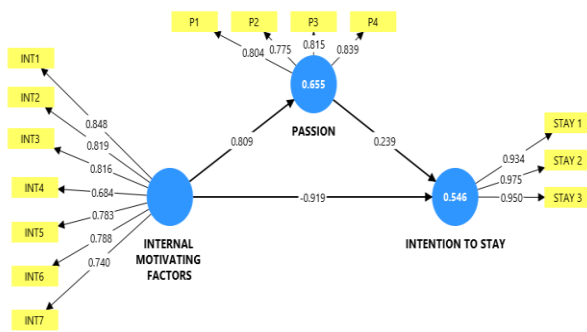 P1
P2
P3
P4
0.804
0.775
0.815
0.839
INT1
INT2
INT3
INT4
INT5
INT6
INT7
0.848
0.819
0.816
0.684
0.783
0.788
0.740
0.655
PASSION
0.809
0.239
-0.919
INTERNAL
MOTIVATING
FACTORS
0.546
INTENTION TO STAY
0.934
0.975
0.950
STAY 1
STAY 2
STAY 3